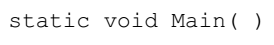 static void Main( )